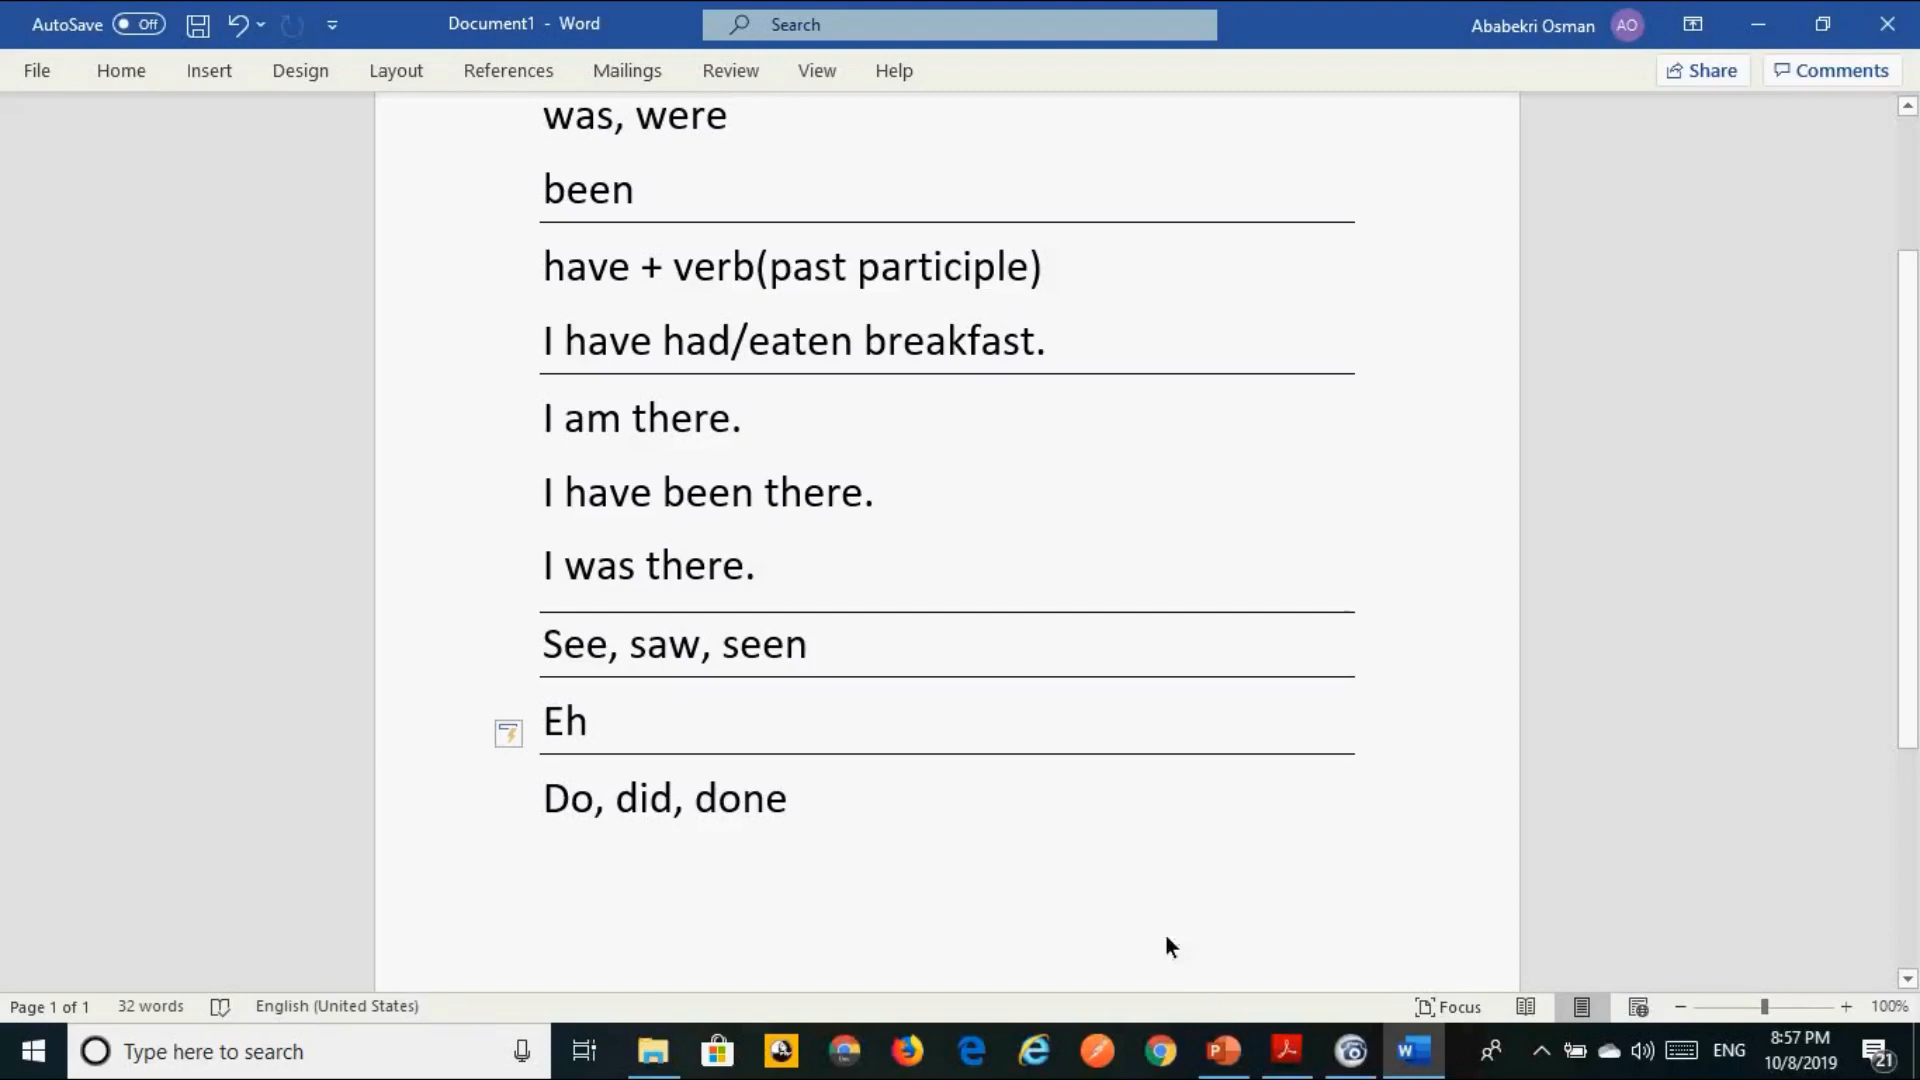 AutoSave Off Document1 - Word Search Ababekri Osman AO
File Home Insert Design Layout References Mailings Review View Help Share Comments
was, were
been
have + verb(past participle)
I have had/eaten breakfast.
I am there.
I have been there.
I was there.
See, saw, seen
Eh
Do, did, done
Page 1 of 1 32 words English (United States) Focus 100%
Type here to search ENG 8:57 PM
10/8/2019 21